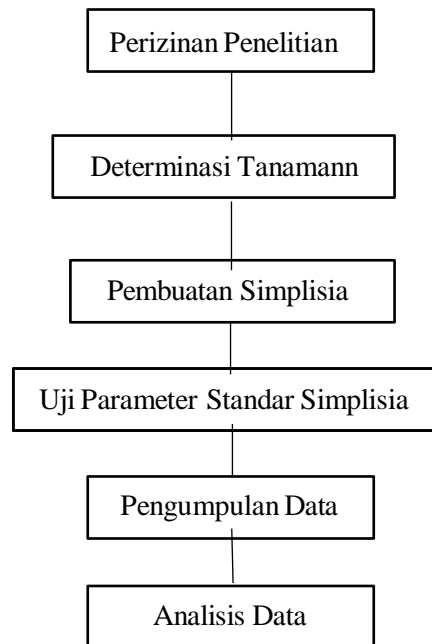 Perizinan Penelitian
Determinasi Tanamann
Pembuatan Simplisia
Uji Parameter Standar Simplisia
Pengumpulan Data
Analisis Data